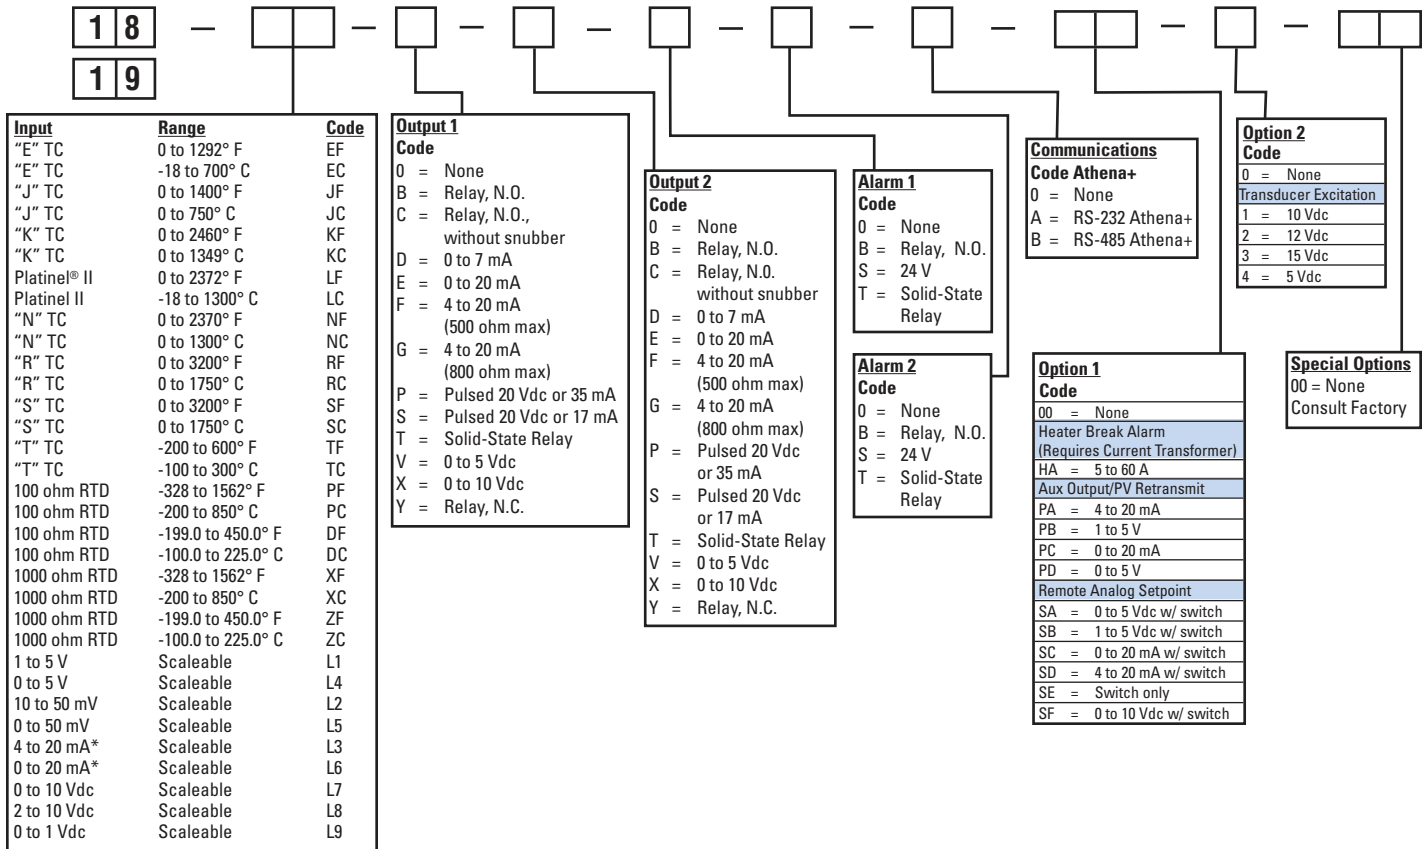 1 8 — — — — — — — — —
1 9
Input Range Code
“E” TC 0 to 1292° F EF
“E” TC -18 to 700° C EC
“J” TC 0 to 1400° F JF
“J” TC 0 to 750° C JC
“K” TC 0 to 2460° F KF
“K” TC 0 to 1349° C KC
Platinel® II 0 to 2372° F LF
Platinel II -18 to 1300° C LC
“N” TC 0 to 2370° F NF
“N” TC 0 to 1300° C NC
“R” TC 0 to 3200° F RF
“R” TC 0 to 1750° C RC
“S” TC 0 to 3200° F SF
“S” TC 0 to 1750° C SC
“T” TC -200 to 600° F TF
“T” TC -100 to 300° C TC
100 ohm RTD -328 to 1562° F PF
100 ohm RTD -200 to 850° C PC
100 ohm RTD -199.0 to 450.0° F DF
100 ohm RTD -100.0 to 225.0° C DC
1000 ohm RTD -328 to 1562° F XF
1000 ohm RTD -200 to 850° C XC
1000 ohm RTD -199.0 to 450.0° F ZF
1000 ohm RTD -100.0 to 225.0° C ZC
1 to 5 V Scaleable L1
0 to 5 V Scaleable L4
10 to 50 mV Scaleable L2
0 to 50 mV Scaleable L5
4 to 20 mA* Scaleable L3
0 to 20 mA* Scaleable L6
0 to 10 Vdc Scaleable L7
2 to 10 Vdc Scaleable L8
0 to 1 Vdc Scaleable L9
Output 1
Code
0 = None
B = Relay, N.O.
C = Relay, N.O.,
without snubber
D = 0 to 7 mA
E = 0 to 20 mA
F = 4 to 20 mA
(500 ohm max)
G = 4 to 20 mA
(800 ohm max)
P = Pulsed 20 Vdc or 35 mA
S = Pulsed 20 Vdc or 17 mA
T = Solid-State Relay
V = 0 to 5 Vdc
X = 0 to 10 Vdc
Y = Relay, N.C.
Output 2
Code
0 = None
B = Relay, N.O.
C = Relay, N.0.
without snubber
D = 0 to 7 mA
E = 0 to 20 mA
F = 4 to 20 mA
(500 ohm max)
G = 4 to 20 mA
(800 ohm max)
P = Pulsed 20 Vdc
or 35 mA
S = Pulsed 20 Vdc
or 17 mA
T = Solid-State Relay
V = 0 to 5 Vdc
X = 0 to 10 Vdc
Y = Relay, N.C.
Alarm 1
Code
0 = None
B = Relay, N.O.
S = 24 V
T = Solid-State
Relay
Alarm 2
Code
0 = None
B = Relay, N.O.
S = 24 V
T = Solid-State
Relay
Communications
Code Athena+
0 = None
A = RS-232 Athena+
B = RS-485 Athena+
Option 1
Code
00 = None
Heater Break Alarm
(Requires Current Transformer)
HA = 5 to 60 A
Aux Output/PV Retransmit
PA = 4 to 20 mA
PB = 1 to 5 V
PC = 0 to 20 mA
PD = 0 to 5 V
Remote Analog Setpoint
SA = 0 to 5 Vdc w/ switch
SB = 1 to 5 Vdc w/ switch
SC = 0 to 20 mA w/ switch
SD = 4 to 20 mA w/ switch
SE = Switch only
SF = 0 to 10 Vdc w/ switch
Option 2
Code
0 = None
Transducer Excitation
1 = 10 Vdc
2 = 12 Vdc
3 = 15 Vdc
4 = 5 Vdc
Special Options
00 = None
Consult Factory